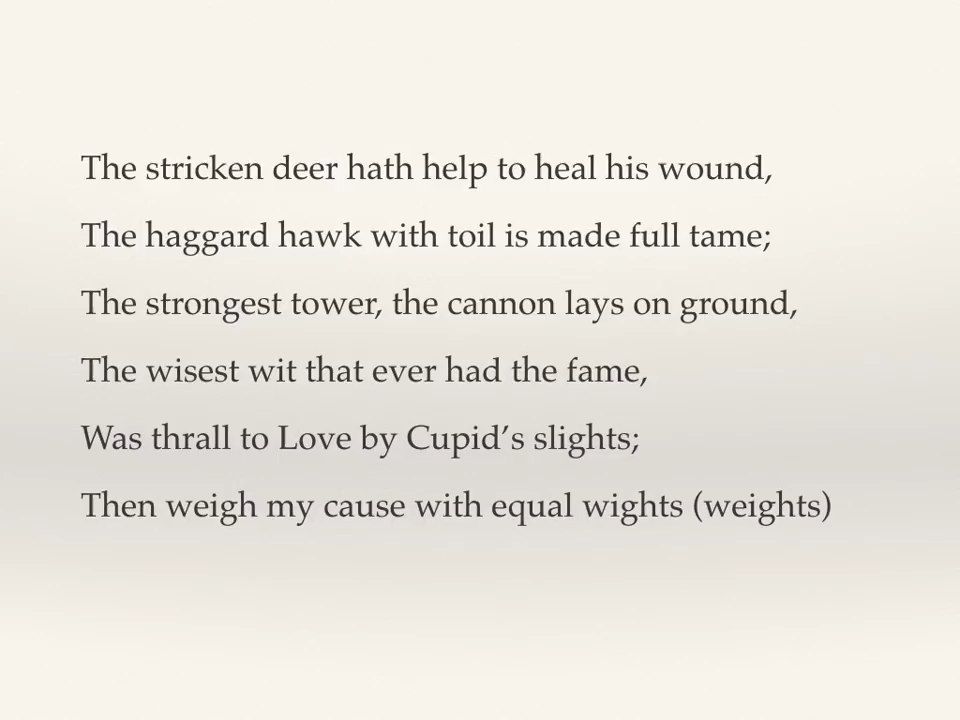 The stricken deer hath help to heal his wound,
The haggard hawk with toil is made full tame;
The strongest tower, the cannon lays on ground,
The wisest wit that ever had the fame,
Was thrall to Love by Cupid’s slights;
Then weigh my cause with equal wights (weights)